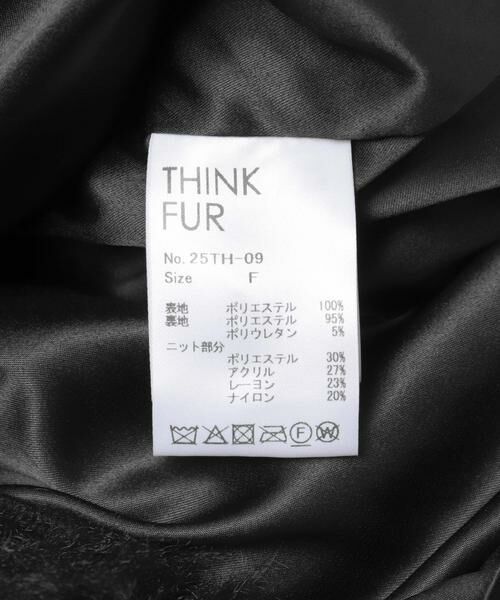 THINK
FUR
No. 25TH-09
Size F
表地 ポリエステル 100%
裏地 ポリエステル 95%
ポリウレタン 5%
ニット部分
ポリエステル 30%
アクリル 27%
レーヨン 23%
ナイロン 20%
F W